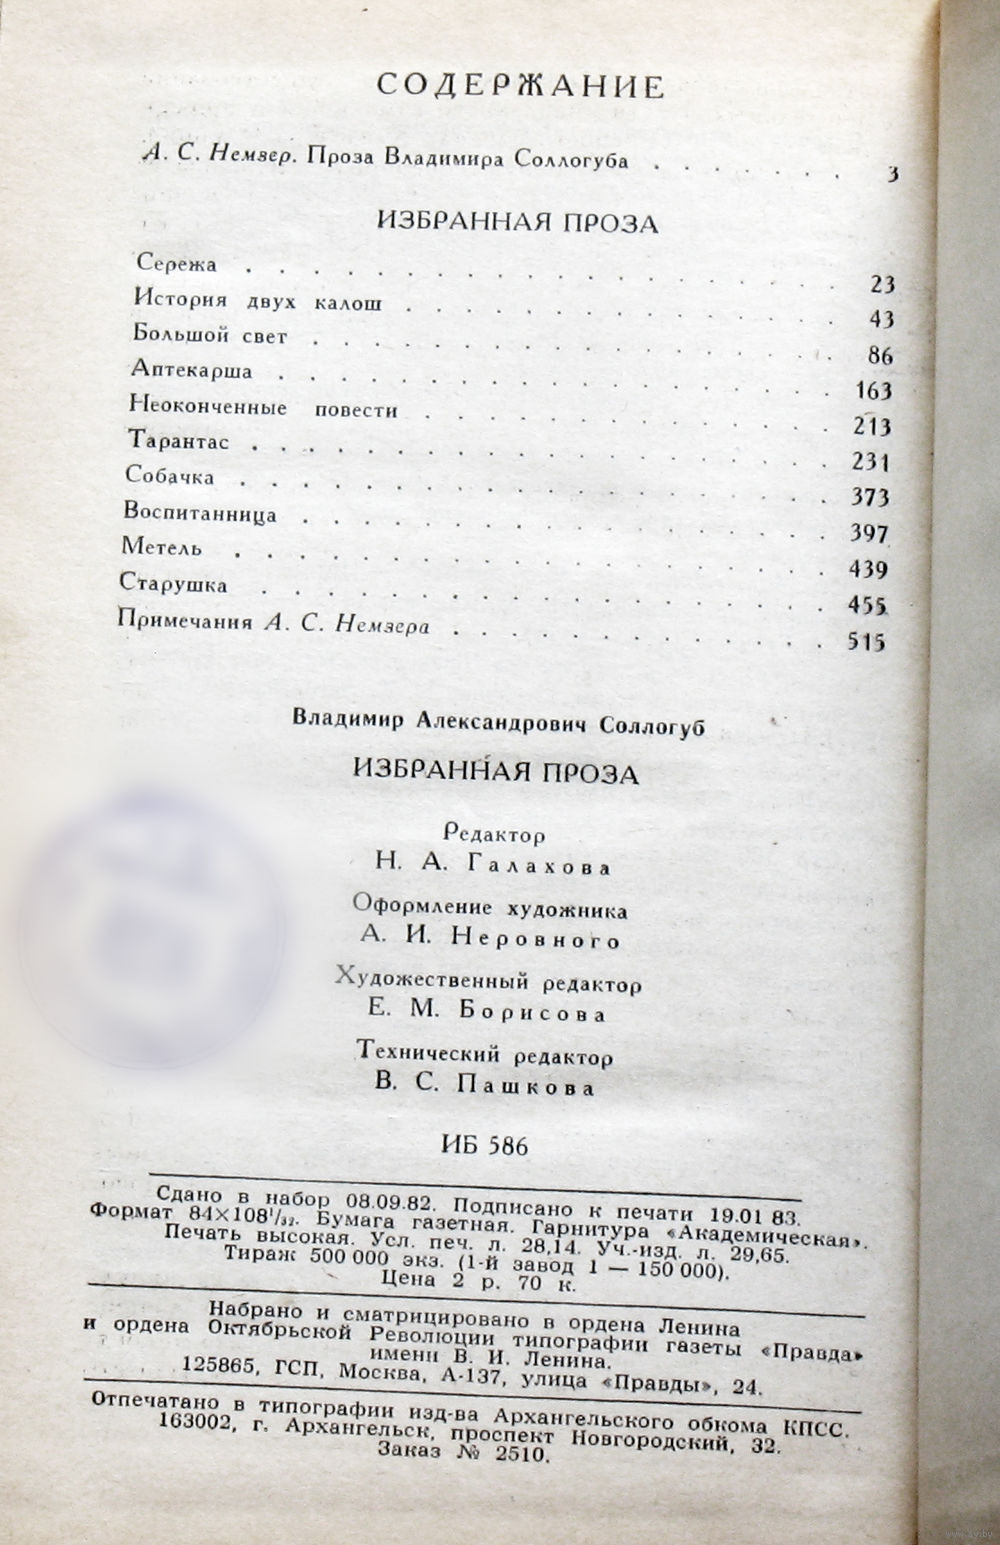 СОДЕРЖАНИЕ
А. С. Немзер. Проза Владимира Соллогуба . . . . . . . 3
ИЗБРАННАЯ ПРОЗА
Сережа . . . . . . . . . . . . . . . . . . 23
История двух калош . . . . . . . . . . . . . 43
Большой свет . . . . . . . . . . . . . . . . 86
Аптекарша . . . . . . . . . . . . . . . . . 163
Неоконченные повести . . . . . . . . . . . . 213
Тарантас . . . . . . . . . . . . . . . . . . 231
Собачка . . . . . . . . . . . . . . . . . . 373
Воспитанница . . . . . . . . . . . . . . . . 397
Метель . . . . . . . . . . . . . . . . . . . 439
Старушка . . . . . . . . . . . . . . . . . . 455
Примечания А. С. Немзера . . . . . . . . . . . 515
Владимир Александрович Соллогуб
ИЗБРАННАЯ ПРОЗА
Редактор
Н. А. Галахова
Оформление художника
А. И. Неровного
Художественный редактор
Е. М. Борисова
Технический редактор
В. С. Пашкова
ИБ 586
Сдано в набор 08.09.82. Подписано к печати 19.01 83.
Формат 84×108¹/₃₂. Бумага газетная. Гарнитура «Академическая».
Печать высокая. Усл. печ. л. 28,14. Уч.-изд. л. 29,65.
Тираж 500 000 экз. (1-й завод 1 — 150 000).
Цена 2 р. 70 к.
Набрано и сматрицировано в ордена Ленина
и ордена Октябрьской Революции типографии газеты «Правда»
имени В. И. Ленина.
125865, ГСП, Москва, А-137, улица «Правды», 24.
Отпечатано в типографии изд-ва Архангельского обкома КПСС.
163002, г. Архангельск, проспект Новгородский, 32.
Заказ № 2510.